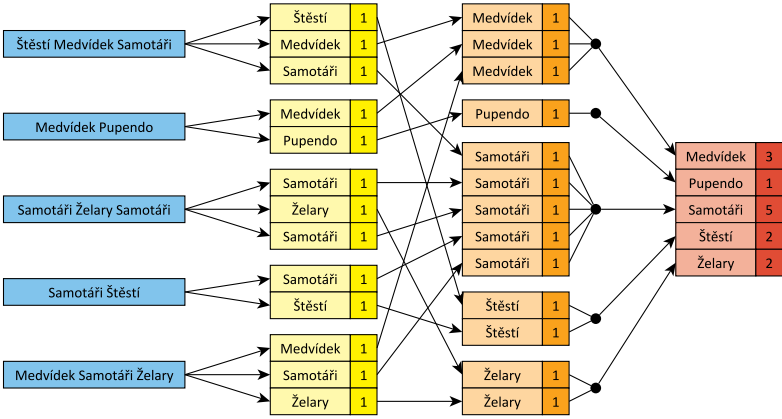 Štěstí Medvídek Samotáři
Medvídek Pupendo
Samotáři Želary Samotáři
Samotáři Štěstí
Medvídek Samotáři Želary
Štěstí 1
Medvídek 1
Samotáři 1
Medvídek 1
Pupendo 1
Samotáři 1
Želary 1
Samotáři 1
Samotáři 1
Štěstí 1
Medvídek 1
Samotáři 1
Želary 1
Medvídek 1
Medvídek 1
Medvídek 1
Pupendo 1
Samotáři 1
Samotáři 1
Samotáři 1
Samotáři 1
Samotáři 1
Štěstí 1
Štěstí 1
Želary 1
Želary 1
Medvídek 3
Pupendo 1
Samotáři 5
Štěstí 2
Želary 2